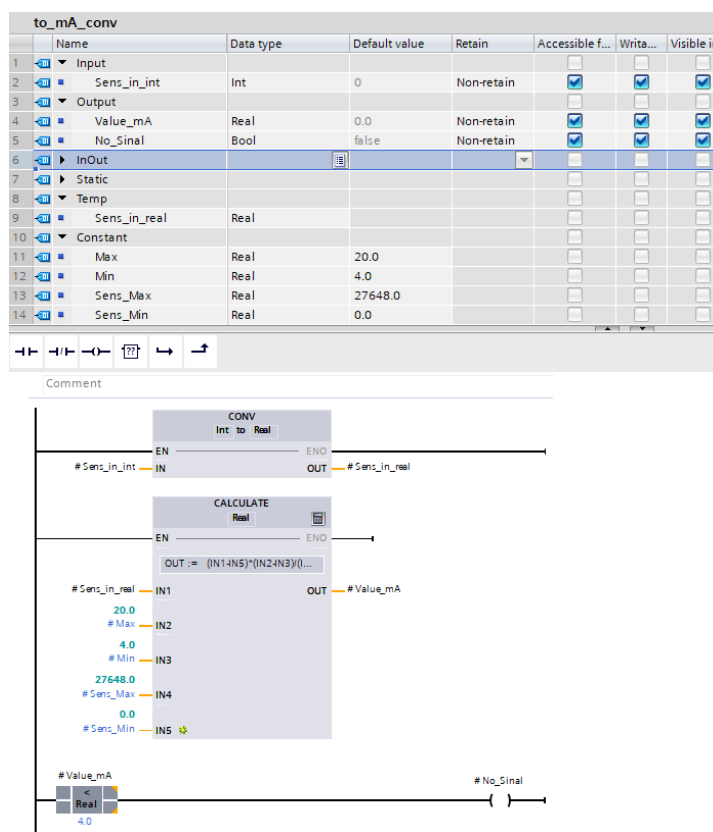 to_mA_conv
Name Data type Default value Retain Accessible f... Writa... Visible i
1 Input
2 Sens_in_int Int 0 Non-retain
3 Output
4 Value_mA Real 0.0 Non-retain
5 No_Sinal Bool false Non-retain
6 InOut
7 Static
8 Temp
9 Sens_in_real Real
10 Constant
11 Max Real 20.0
12 Min Real 4.0
13 Sens_Max Real 27648.0
14 Sens_Min Real 0.0
??
Comment
CONV
Int to Real
EN ENO
#Sens_in_int IN OUT #Sens_in_real
CALCULATE
Real
EN ENO
OUT := (IN1-IN5)*(IN2-IN3)/(I...
#Sens_in_real IN1 OUT #Value_mA
20.0
#Max IN2
4.0
#Min IN3
27648.0
#Sens_Max IN4
0.0
#Sens_Min IN5
#Value_mA
#No_Sinal
<
Real
4.0